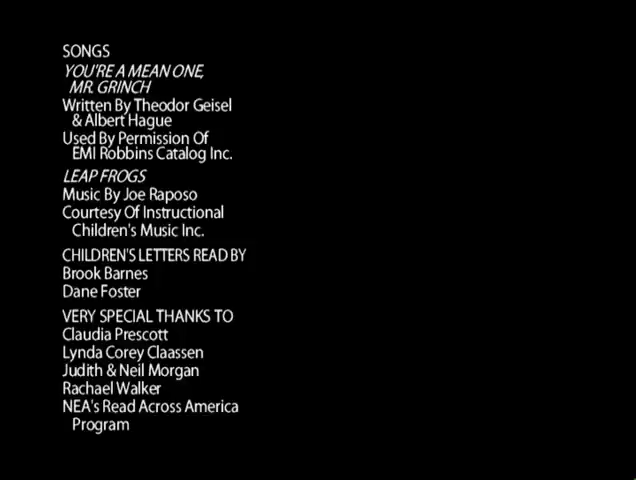 SONGS
YOU'RE A MEAN ONE,
MR. GRINCH
Written By Theodor Geisel
& Albert Hague
Used By Permission Of
EMI Robbins Catalog Inc.
LEAP FROGS
Music By Joe Raposo
Courtesy Of Instructional
Children's Music Inc.
CHILDREN'S LETTERS READ BY
Brook Barnes
Dane Foster
VERY SPECIAL THANKS TO
Claudia Prescott
Lynda Corey Claassen
Judith & Neil Morgan
Rachael Walker
NEA's Read Across America
Program